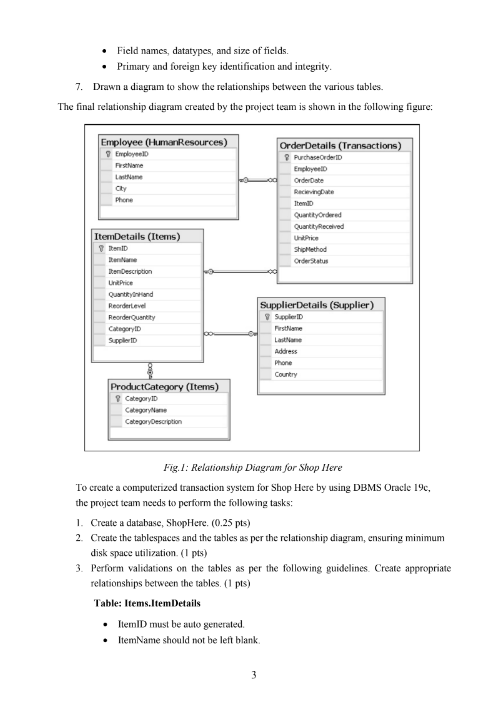 • Field names, datatypes, and size of fields.
• Primary and foreign key identification and integrity.
7. Drawn a diagram to show the relationships between the various tables.
The final relationship diagram created by the project team is shown in the following figure:
Employee (HumanResources)
EmployeeID
FirstName
LastName
City
Phone
OrderDetails (Transactions)
PurchaseOrderID
EmployeeID
OrderDate
RecievingDate
ItemID
QuantityOrdered
QuantityReceived
UnitPrice
ShipMethod
OrderStatus
ItemDetails (Items)
ItemID
ItemName
ItemDescription
UnitPrice
QuantityInHand
ReorderLevel
ReorderQuantity
CategoryID
SupplierID
SupplierDetails (Supplier)
SupplierID
FirstName
LastName
Address
Phone
Country
ProductCategory (Items)
CategoryID
CategoryName
CategoryDescription
Fig.1: Relationship Diagram for Shop Here
To create a computerized transaction system for Shop Here by using DBMS Oracle 19c,
the project team needs to perform the following tasks:
1. Create a database, ShopHere. (0.25 pts)
2. Create the tablespaces and the tables as per the relationship diagram, ensuring minimum
disk space utilization. (1 pts)
3. Perform validations on the tables as per the following guidelines. Create appropriate
relationships between the tables. (1 pts)
Table: Items.ItemDetails
• ItemID must be auto generated.
• ItemName should not be left blank.
3